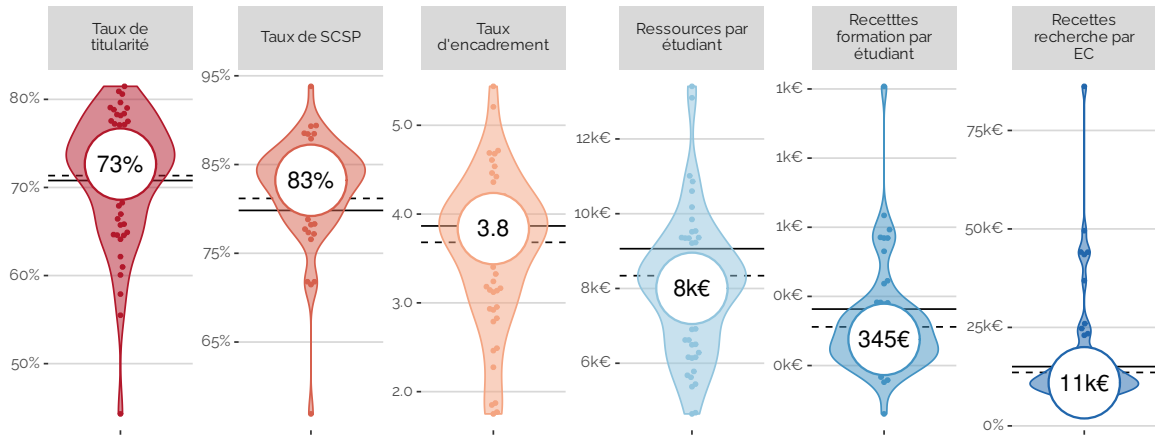 Taux de
titularité
80%
70%
60%
50%
73%
Taux de SCSP
95%
85%
75%
65%
83%
Taux
d'encadrement
5.0
4.0
3.0
2.0
3.8
Ressources par
étudiant
12k€
10k€
8k€
6k€
8k€
Recetttes
formation par
étudiant
1k€
1k€
1k€
0k€
0k€
345€
Recettes
recherche par
EC
75k€
50k€
25k€
0%
11k€